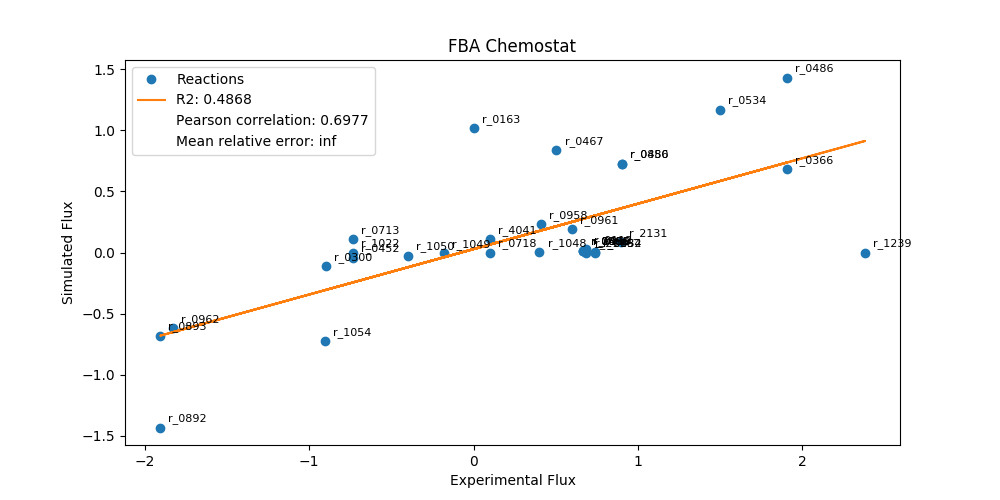 FBA Chemostat
Reactions
R2: 0.4868
Pearson correlation: 0.6977
Mean relative error: inf
r_0486
r_0534
r_0163
r_0467
r_0366
r_0958
r_0961
r_0713
r_4041
r_2131
r_1022
r_0452
r_1050
r_1049
r_0718
r_1048
r_1239
r_0300
r_0962
r_0893
r_1054
r_0892
1.5
1.0
0.5
0.0
−0.5
−1.0
−1.5
−2
−1
0
1
2
Simulated Flux
Experimental Flux